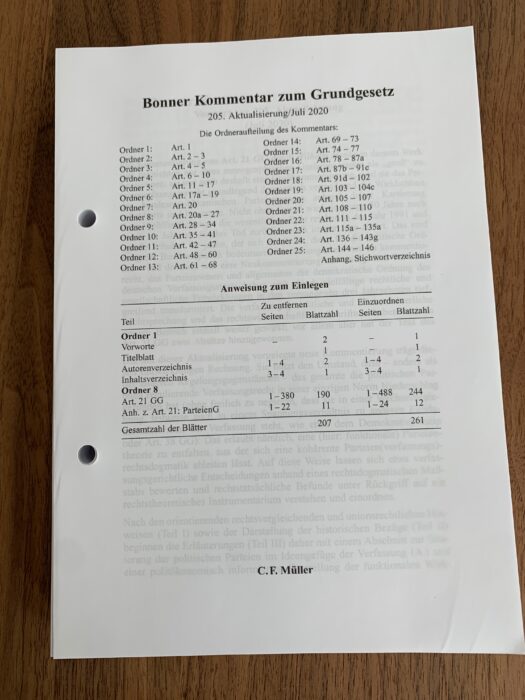 Bonner Kommentar zum Grundgesetz
205. Aktualisierung/Juli 2020
Die Ordneraufteilung des Kommentars:
Ordner 1: Art. 1
Ordner 2: Art. 2 – 3
Ordner 3: Art. 4 – 5
Ordner 4: Art. 6 – 10
Ordner 5: Art. 11 – 17
Ordner 6: Art. 17a – 19
Ordner 7: Art. 20
Ordner 8: Art. 20a – 27
Ordner 9: Art. 28 – 34
Ordner 10: Art. 35 – 41
Ordner 11: Art. 42 – 47
Ordner 12: Art. 48 – 60
Ordner 13: Art. 61 – 68
Ordner 14: Art. 69 – 73
Ordner 15: Art. 74 – 77
Ordner 16: Art. 78 – 87a
Ordner 17: Art. 87b – 91c
Ordner 18: Art. 91d – 102
Ordner 19: Art. 103 – 104c
Ordner 20: Art. 105 – 107
Ordner 21: Art. 108 – 110
Ordner 22: Art. 111 – 115
Ordner 23: Art. 115a – 135a
Ordner 24: Art. 136 – 143g
Ordner 25: Art. 144 – 146
Anhang, Stichwortverzeichnis
Anweisung zum Einlegen
Zu entfernen Einzuordnen
Teil Seiten Blattzahl Seiten Blattzahl
Ordner 1
Vorworte – 2 – 1
Titelblatt 1 – 1
Autorenverzeichnis 1–4 2 1–4 2
Inhaltsverzeichnis 3–4 1 3–4 1
Ordner 8
Art. 21 GG 1–380 190 1–488 244
Anh. z. Art. 21: ParteienG 1–22 11 1–24 12
Gesamtzahl der Blätter 207 261
C.F. Müller